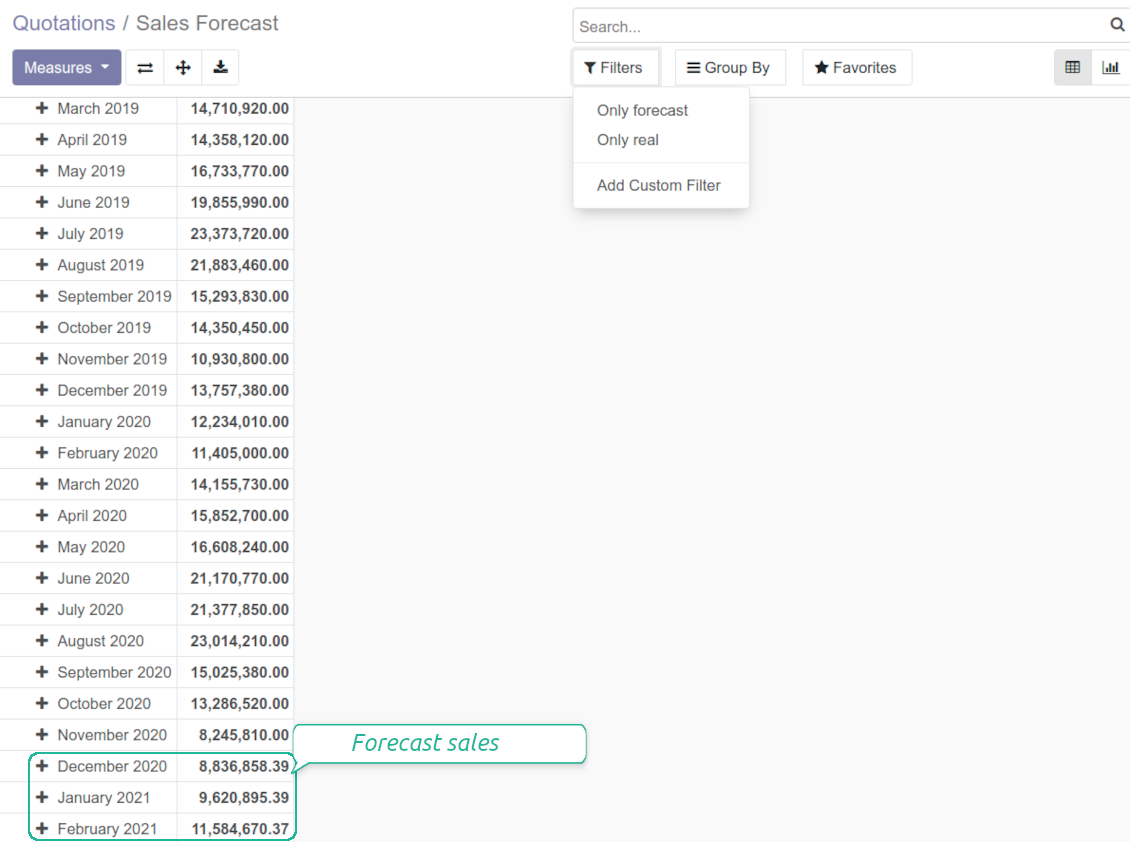 Quotations / Sales Forecast
Search...
Measures
Filters
Group By
Favorites
Only forecast
Only real
Add Custom Filter
March 2019 14,710,920.00
April 2019 14,358,120.00
May 2019 16,733,770.00
June 2019 19,855,990.00
July 2019 23,373,720.00
August 2019 21,883,460.00
September 2019 15,293,830.00
October 2019 14,350,450.00
November 2019 10,930,800.00
December 2019 13,757,380.00
January 2020 12,234,010.00
February 2020 11,405,000.00
March 2020 14,155,730.00
April 2020 15,852,700.00
May 2020 16,608,240.00
June 2020 21,170,770.00
July 2020 21,377,850.00
August 2020 23,014,210.00
September 2020 15,025,380.00
October 2020 13,286,520.00
November 2020 8,245,810.00
Forecast sales
December 2020 8,836,858.39
January 2021 9,620,895.39
February 2021 11,584,670.37